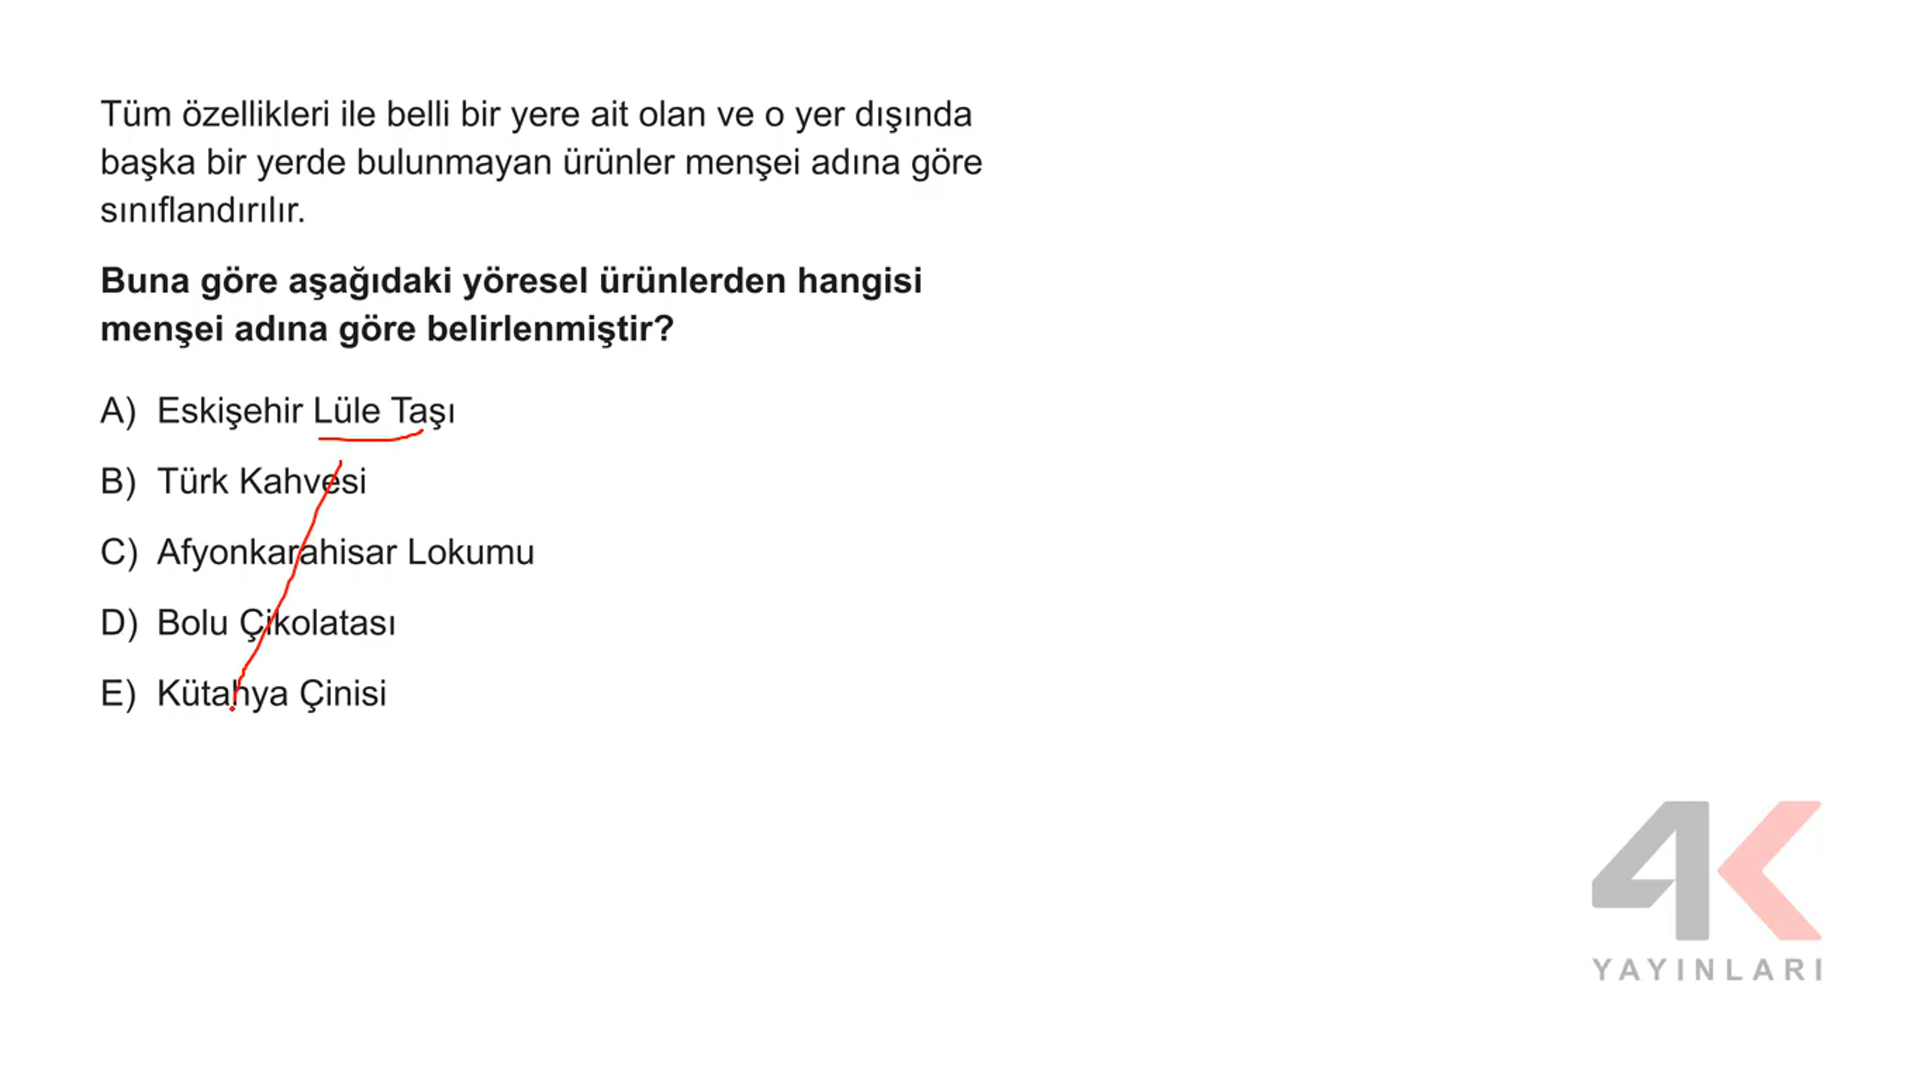 Tüm özellikleri ile belli bir yere ait olan ve o yer dışında
başka bir yerde bulunmayan ürünler menşei adına göre
sınıflandırılır.
Buna göre aşağıdaki yöresel ürünlerden hangisi
menşei adına göre belirlenmiştir?
A) Eskişehir Lüle Taşı
B) Türk Kahvesi
C) Afyonkarahisar Lokumu
D) Bolu Çikolatası
E) Kütahya Çinisi
4K
YAYINLARI